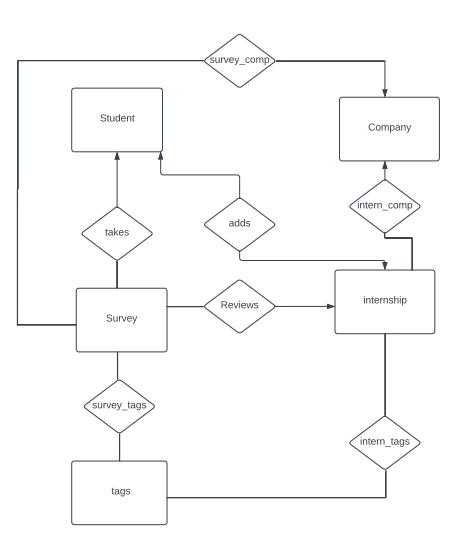 survey_comp
Student
Company
intern_comp
takes
adds
Survey
Reviews
internship
survey_tags
intern_tags
tags